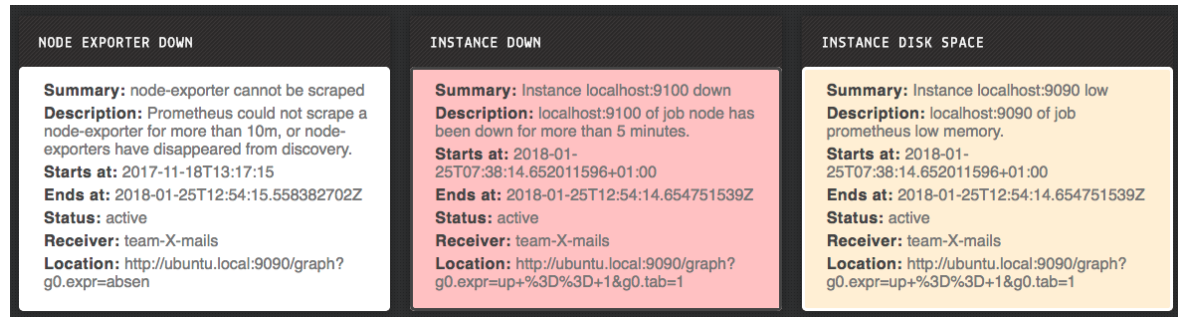 NODE EXPORTER DOWN
Summary: node-exporter cannot be scraped
Description: Prometheus could not scrape a
node-exporter for more than 10m, or node-
exporters have disappeared from discovery.
Starts at: 2017-11-18T13:17:15
Ends at: 2018-01-25T12:54:15.558382702Z
Status: active
Receiver: team-X-mails
Location: http://ubuntu.local:9090/graph?
g0.expr=absen
INSTANCE DOWN
Summary: Instance localhost:9100 down
Description: localhost:9100 of job node has
been down for more than 5 minutes.
Starts at: 2018-01-
25T07:38:14.652011596+01:00
Ends at: 2018-01-25T12:54:14.654751539Z
Status: active
Receiver: team-X-mails
Location: http://ubuntu.local:9090/graph?
g0.expr=up+%3D%3D+1&g0.tab=1
INSTANCE DISK SPACE
Summary: Instance localhost:9090 low
Description: localhost:9090 of job
prometheus low memory.
Starts at: 2018-01-
25T07:38:14.652011596+01:00
Ends at: 2018-01-25T12:54:14.654751539Z
Status: active
Receiver: team-X-mails
Location: http://ubuntu.local:9090/graph?
g0.expr=up+%3D%3D+1&g0.tab=1